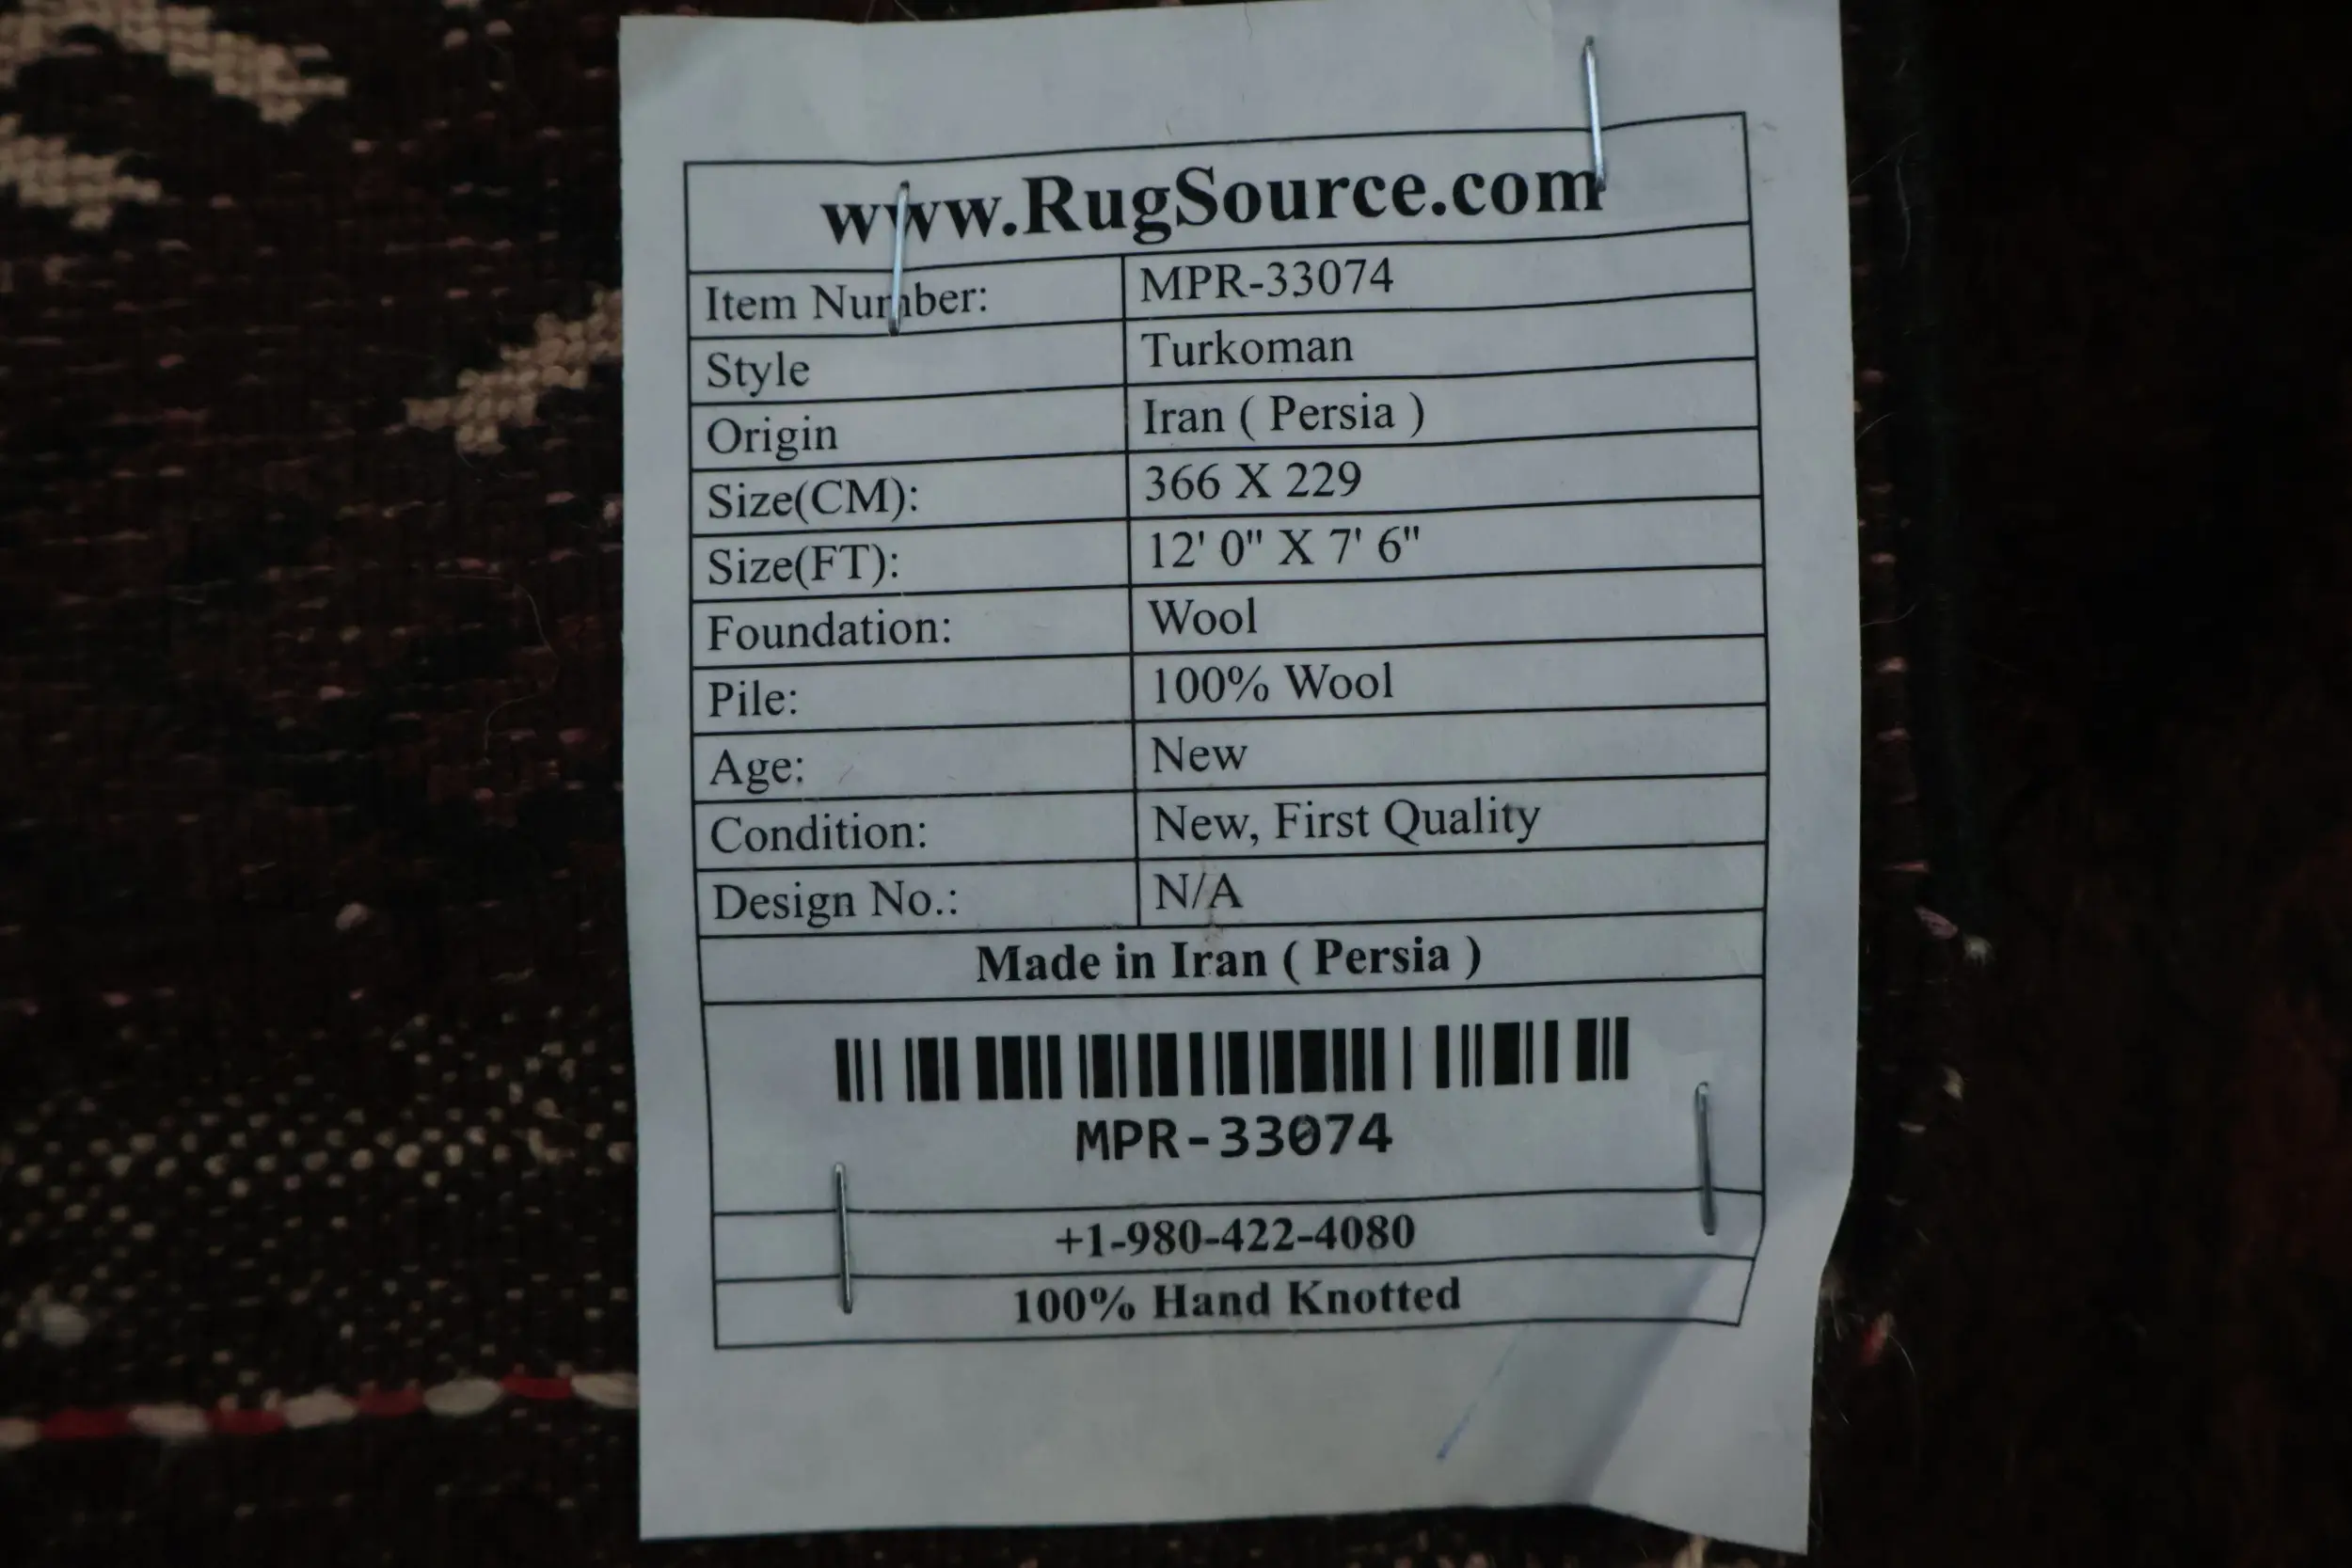 www.RugSource.com
Item Number: MPR-33074
Style Turkoman
Origin Iran ( Persia )
Size(CM): 366 X 229
Size(FT): 12' 0" X 7' 6"
Foundation: Wool
Pile: 100% Wool
Age: New
Condition: New, First Quality
Design No.: N/A
Made in Iran ( Persia )
MPR-33074
+1-980-422-4080
100% Hand Knotted